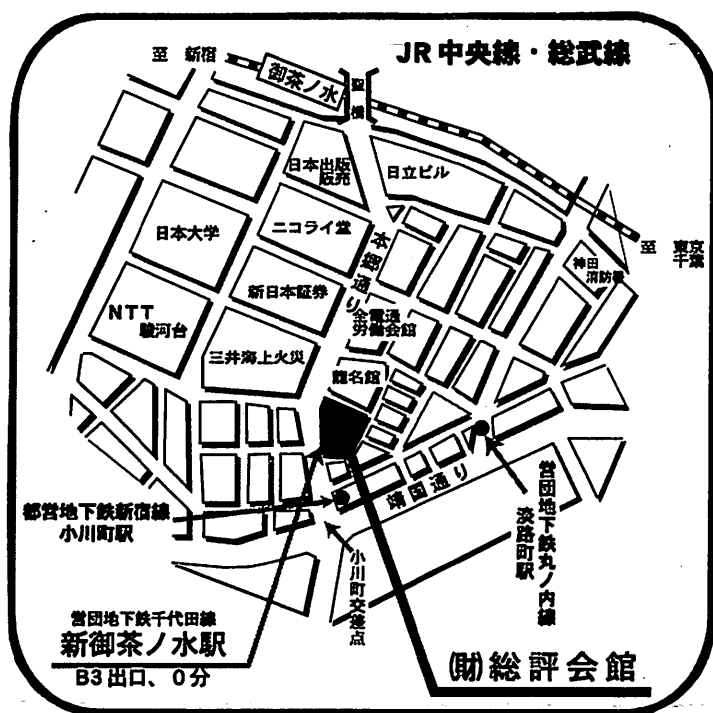 JR中央線・総武線
至 新宿
御茶ノ水
聖
橋
日本出版
販売
日立ビル
日本大学
ニコライ堂
本郷通り
至 東京
千葉
神田
消防署
新日本証券
NTT
駿河台
全電通
労働会館
三井海上火災
龍名館
靖国通り
都営地下鉄新宿線
小川町駅
営団地下鉄丸ノ内線
淡路町駅
小川町交差点
営団地下鉄千代田線
新御茶ノ水駅
B3出口、0分
(財)総評会館